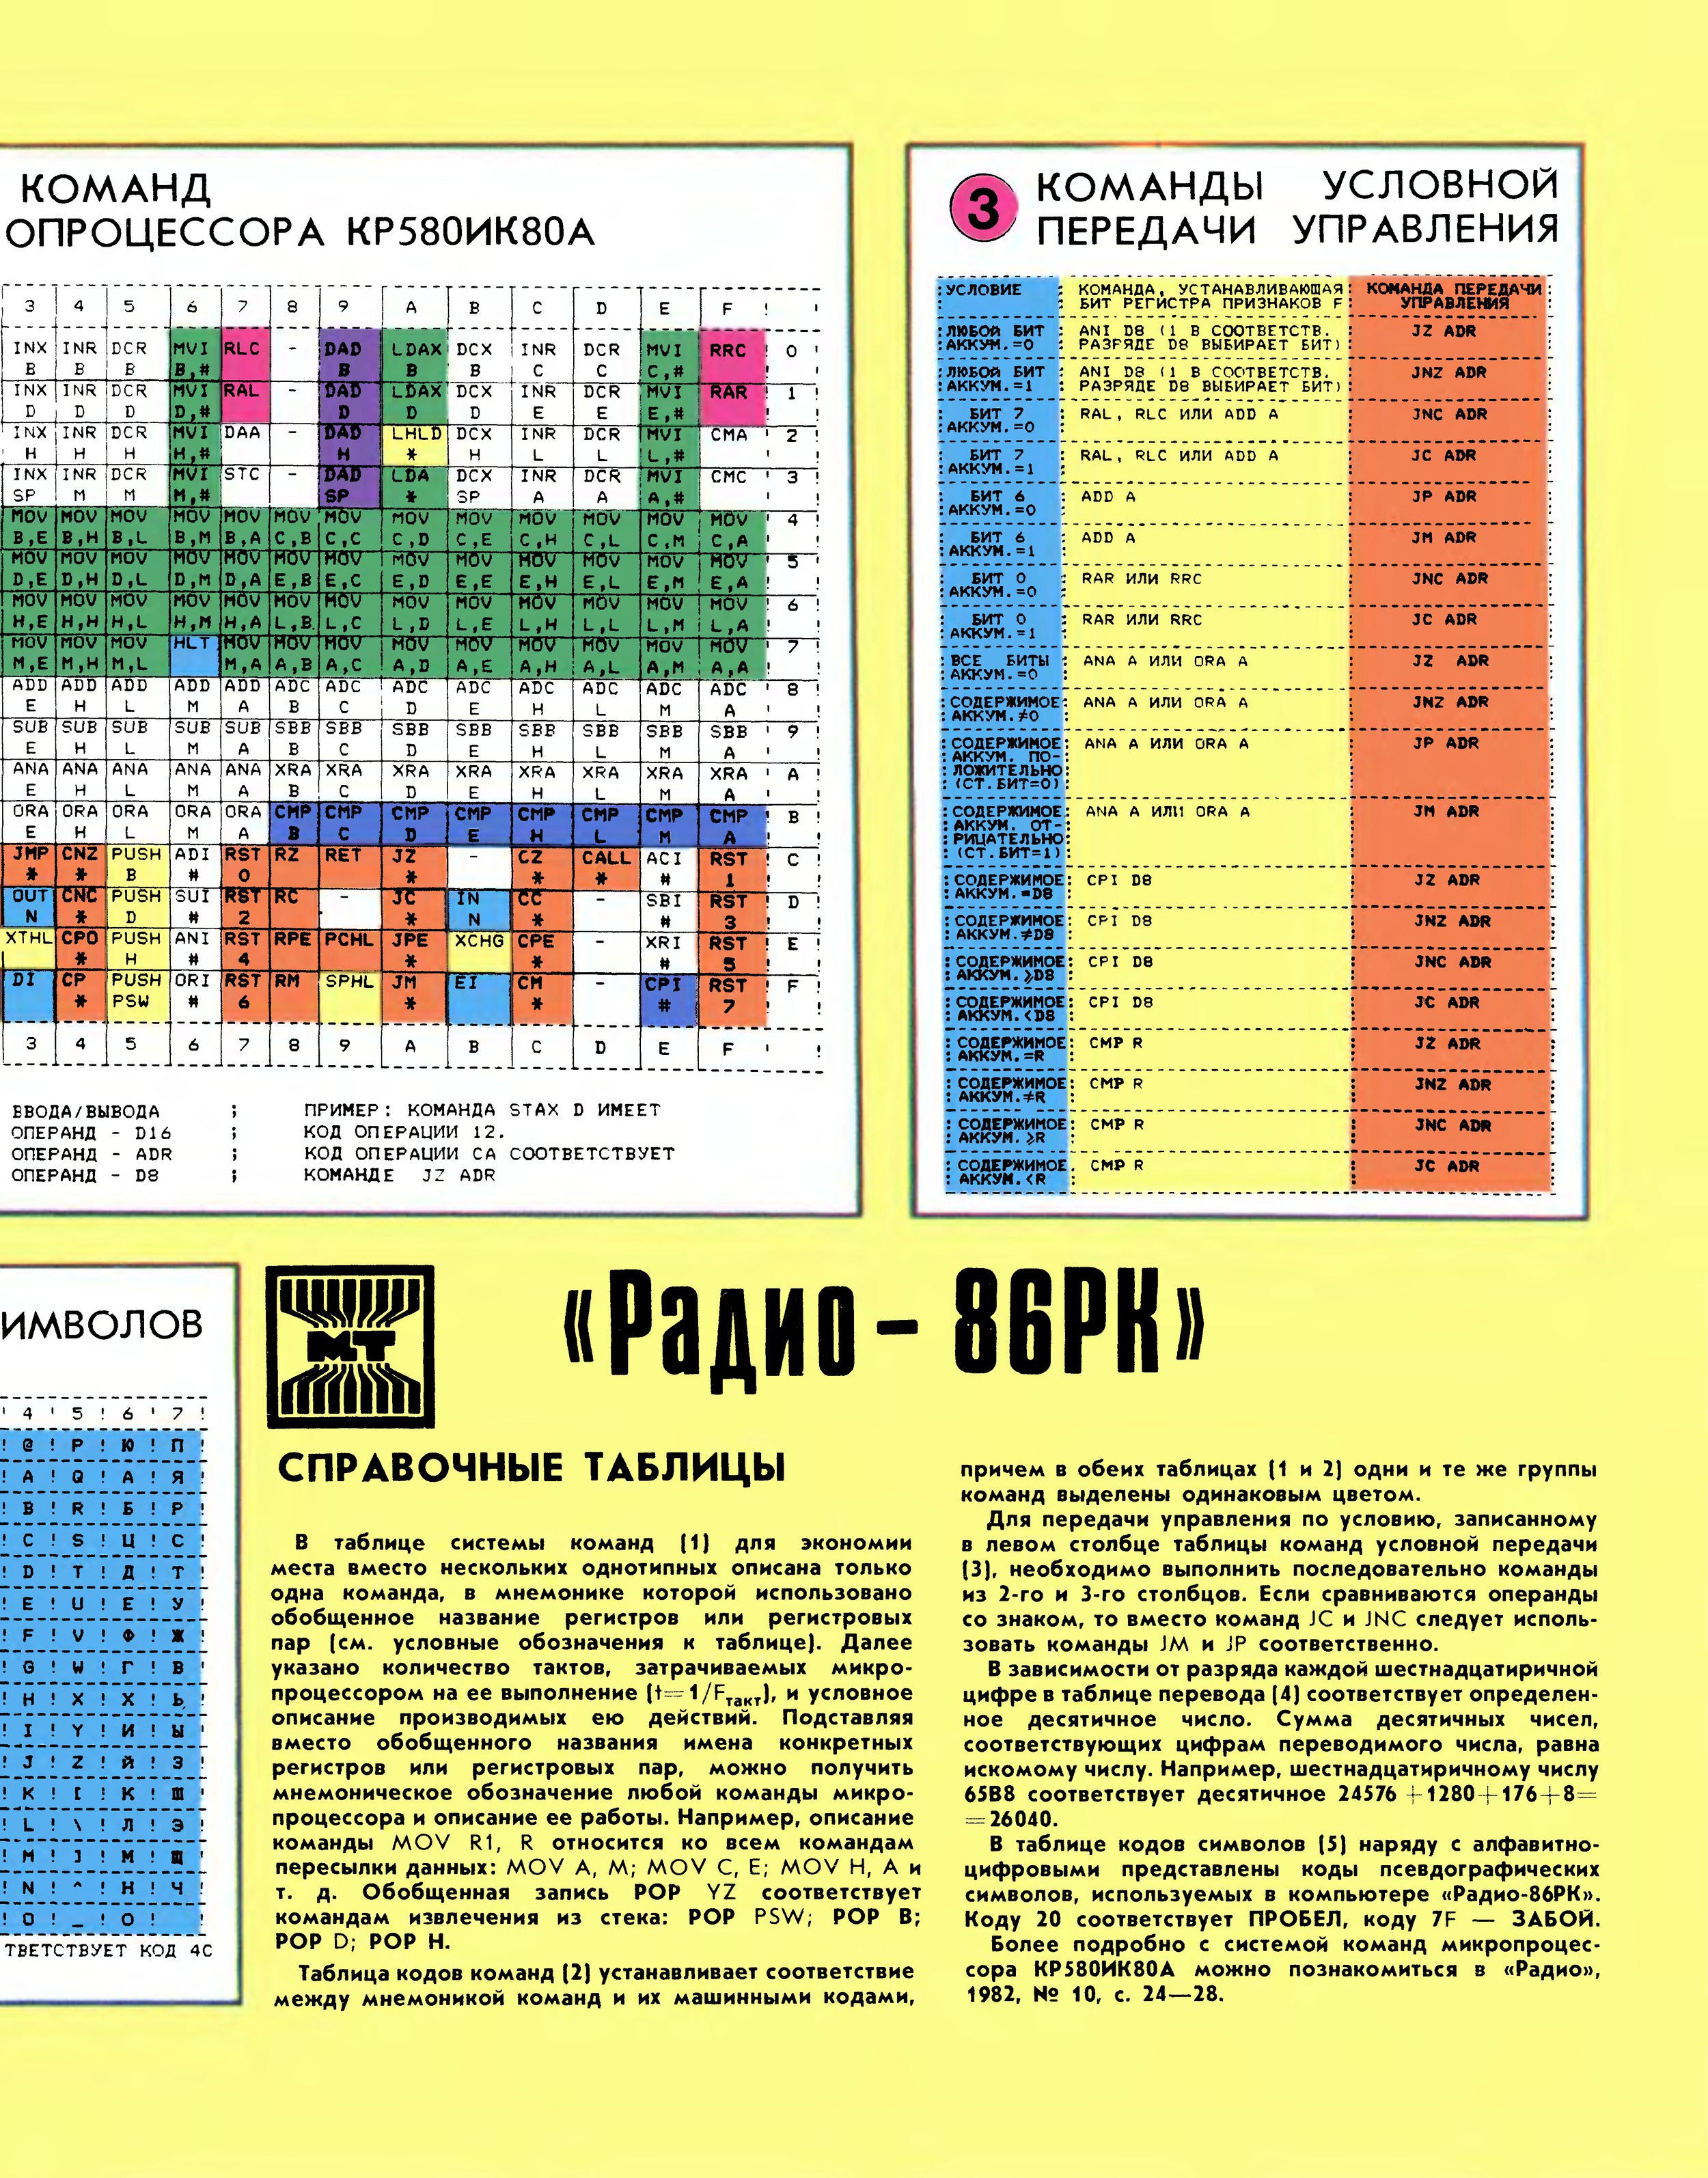 КОМАНД
ОПРОЦЕССОРА КР580ИК80А
3 4 5 6 7 8 9 A B C D E F
INX INR DCR MVI RLC - DAD LDAX DCX INR DCR MVI RRC 0
B B B B,# B B B C C C,#
INX INR DCR MVI RAL - DAD LDAX DCX INR DCR MVI RAR 1
D D D D,# D D D E E E,#
INX INR DCR MVI DAA - DAD LHLD DCX INR DCR MVI CMA 2
H H H H,# H * H L L L,#
INX INR DCR MVI STC - DAD LDA DCX INR DCR MVI CMC 3
SP M M M,# SP * SP A A A,#
MOV MOV MOV MOV MOV MOV MOV MOV MOV MOV MOV MOV MOV 4
B,E B,H B,L B,M B,A C,B C,C C,D C,E C,H C,L C,M C,A
MOV MOV MOV MOV MOV MOV MOV MOV MOV MOV MOV MOV MOV 5
D,E D,H D,L D,M D,A E,B E,C E,D E,E E,H E,L E,M E,A
MOV MOV MOV MOV MOV MOV MOV MOV MOV MOV MOV MOV MOV 6
H,E H,H H,L H,M H,A L,B L,C L,D L,E L,H L,L L,M L,A
MOV MOV MOV HLT MOV MOV MOV MOV MOV MOV MOV MOV MOV 7
M,E M,H M,L M,A A,B A,C A,D A,E A,H A,L A,M A,A
ADD ADD ADD ADD ADD ADC ADC ADC ADC ADC ADC ADC ADC 8
E H L M A B C D E H L M A
SUB SUB SUB SUB SUB SBB SBB SBB SBB SBB SBB SBB SBB 9
E H L M A B C D E H L M A
ANA ANA ANA ANA ANA XRA XRA XRA XRA XRA XRA XRA XRA A
E H L M A B C D E H L M A
ORA ORA ORA ORA ORA CMP CMP CMP CMP CMP CMP CMP CMP B
E H L M A B C D E H L M A
JMP CNZ PUSH ADI RST RZ RET JZ - CZ CALL ACI RST C
* * B # 0 * * * # 1
OUT CNC PUSH SUI RST RC - JC IN CC - SBI RST D
N * D # 2 * N * # 3
XTHL CPO PUSH ANI RST RPE PCHL JPE XCHG CPE - XRI RST E
* H # 4 * * # 5
DI CP PUSH ORI RST RM SPHL JM EI CM - CPI RST F
* PSW # 6 * * # 7
3 4 5 6 7 8 9 A B C D E F
ВВОДА/ВЫВОДА ; ПРИМЕР: КОМАНДА STAX D ИМЕЕТ
ОПЕРАНД - D16 ; КОД ОПЕРАЦИИ 12.
ОПЕРАНД - ADR ; КОД ОПЕРАЦИИ CA СООТВЕТСТВУЕТ
ОПЕРАНД - D8 ; КОМАНДЕ JZ ADR
3 КОМАНДЫ УСЛОВНОЙ
ПЕРЕДАЧИ УПРАВЛЕНИЯ
УСЛОВИЕ КОМАНДА, УСТАНАВЛИВАЮЩАЯ КОМАНДА ПЕРЕДАЧИ
БИТ РЕГИСТРА ПРИЗНАКОВ F УПРАВЛЕНИЯ
ЛЮБОЙ БИТ ANI D8 (1 В СООТВЕТСТВ. JZ ADR
АККУМ.=0 РАЗРЯДЕ D8 ВЫБИРАЕТ БИТ)
ЛЮБОЙ БИТ ANI D8 (1 В СООТВЕТСТВ. JNZ ADR
АККУМ.=1 РАЗРЯДЕ D8 ВЫБИРАЕТ БИТ)
БИТ 7 RAL, RLC ИЛИ ADD A JNC ADR
АККУМ.=0
БИТ 7 RAL, RLC ИЛИ ADD A JC ADR
АККУМ.=1
БИТ 6 ADD A JP ADR
АККУМ.=0
БИТ 6 ADD A JM ADR
АККУМ.=1
БИТ 0 RAR ИЛИ RRC JNC ADR
АККУМ.=0
БИТ 0 RAR ИЛИ RRC JC ADR
АККУМ.=1
ВСЕ БИТЫ ANA A ИЛИ ORA A JZ ADR
АККУМ.=0
СОДЕРЖИМОЕ ANA A ИЛИ ORA A JNZ ADR
АККУМ.≠0
СОДЕРЖИМОЕ ANA A ИЛИ ORA A JP ADR
АККУМ. ПО-
ЛОЖИТЕЛЬНО
(СТ.БИТ=0)
СОДЕРЖИМОЕ ANA A ИЛИ ORA A JM ADR
АККУМ. ОТ-
РИЦАТЕЛЬНО
(СТ.БИТ=1)
СОДЕРЖИМОЕ CPI D8 JZ ADR
АККУМ.=D8
СОДЕРЖИМОЕ CPI D8 JNZ ADR
АККУМ.≠D8
СОДЕРЖИМОЕ CPI D8 JNC ADR
АККУМ.⩾D8
СОДЕРЖИМОЕ CPI D8 JC ADR
АККУМ.<D8
СОДЕРЖИМОЕ CMP R JZ ADR
АККУМ.=R
СОДЕРЖИМОЕ CMP R JNZ ADR
АККУМ.≠R
СОДЕРЖИМОЕ CMP R JNC ADR
АККУМ.⩾R
СОДЕРЖИМОЕ CMP R JC ADR
АККУМ.<R
ИМВОЛОВ
4 ! 5 ! 6 ! 7 !
! @ ! P ! Ю ! П !
! A ! Q ! А ! Я !
! B ! R ! Б ! Р !
! C ! S ! Ц ! С !
! D ! T ! Д ! Т !
! E ! U ! Е ! У !
! F ! V ! Ф ! Ж !
! G ! W ! Г ! В !
! H ! X ! Х ! Ь !
! I ! Y ! И ! Ы !
! J ! Z ! Й ! З !
! K ! [ ! К ! Ш !
! L ! \ ! Л ! Э !
! M ! ] ! М ! Щ !
! N ! ^ ! Н ! Ч !
! O ! _ ! О ! !
ТВЕТСТВУЕТ КОД 4C
МТ
«Радио – 86РК»
СПРАВОЧНЫЕ ТАБЛИЦЫ
В таблице системы команд (1) для экономии
места вместо нескольких однотипных описана только
одна команда, в мнемонике которой использовано
обобщенное название регистров или регистровых
пар (см. условные обозначения к таблице). Далее
указано количество тактов, затрачиваемых микро-
процессором на ее выполнение (t=1/Fтакт), и условное
описание производимых ею действий. Подставляя
вместо обобщенного названия имена конкретных
регистров или регистровых пар, можно получить
мнемоническое обозначение любой команды микро-
процессора и описание ее работы. Например, описание
команды MOV R1, R относится ко всем командам
пересылки данных: MOV A, M; MOV C, E; MOV H, A и
т. д. Обобщенная запись POP YZ соответствует
командам извлечения из стека: POP PSW; POP B;
POP D; POP H.
Таблица кодов команд (2) устанавливает соответствие
между мнемоникой команд и их машинными кодами,
причем в обеих таблицах (1 и 2) одни и те же группы
команд выделены одинаковым цветом.
Для передачи управления по условию, записанному
в левом столбце таблицы команд условной передачи
(3), необходимо выполнить последовательно команды
из 2-го и 3-го столбцов. Если сравниваются операнды
со знаком, то вместо команд JC и JNC следует исполь-
зовать команды JM и JP соответственно.
В зависимости от разряда каждой шестнадцатиричной
цифре в таблице перевода (4) соответствует определен-
ное десятичное число. Сумма десятичных чисел,
соответствующих цифрам переводимого числа, равна
искомому числу. Например, шестнадцатиричному числу
65B8 соответствует десятичное 24576+1280+176+8=
=26040.
В таблице кодов символов (5) наряду с алфавитно-
цифровыми представлены коды псевдографических
символов, используемых в компьютере «Радио-86РК».
Коду 20 соответствует ПРОБЕЛ, коду 7F — ЗАБОЙ.
Более подробно с системой команд микропроцес-
сора КР580ИК80А можно познакомиться в «Радио»,
1982, № 10, с. 24—28.